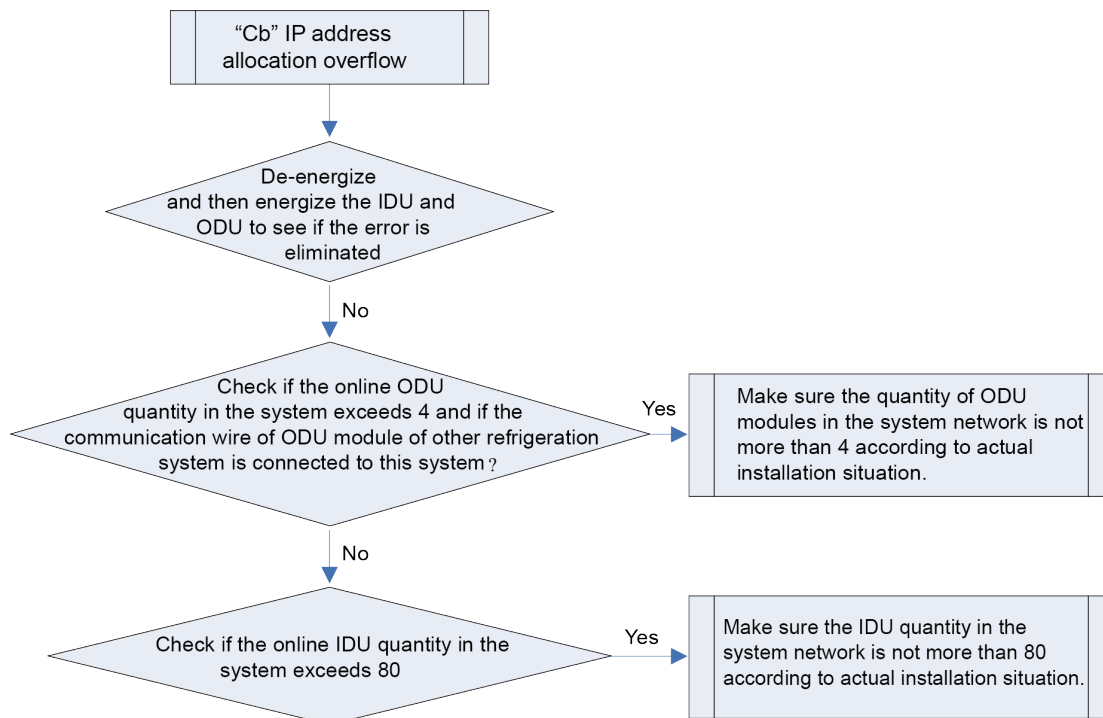 “Cb” IP address
allocation overflow
De-energize
and then energize the IDU and
ODU to see if the error is
eliminated
No
Check if the online ODU
quantity in the system exceeds 4 and if the
communication wire of ODU module of other refrigeration
system is connected to this system？
Yes
Make sure the quantity of ODU
modules in the system network is not
more than 4 according to actual
installation situation.
No
Check if the online IDU quantity in the
system exceeds 80
Yes
Make sure the IDU quantity in the
system network is not more than 80
according to actual installation situation.